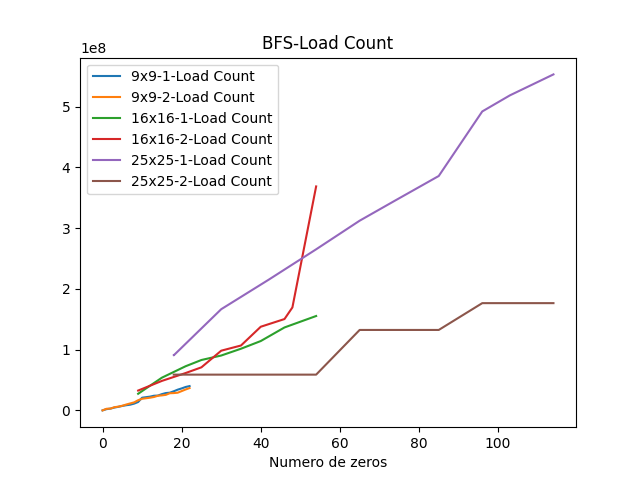 BFS-Load Count
1e8
9x9-1-Load Count
9x9-2-Load Count
16x16-1-Load Count
16x16-2-Load Count
25x25-1-Load Count
25x25-2-Load Count
5
4
3
2
1
0
0 20 40 60 80 100
Numero de zeros